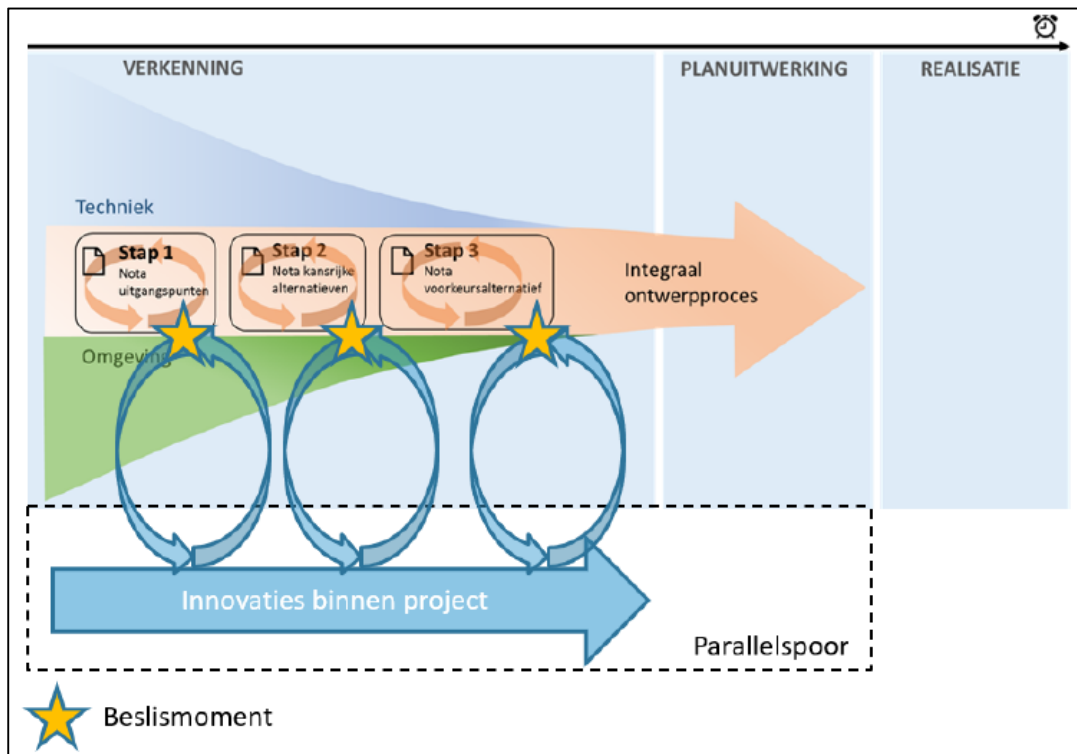 VERKENNING
PLANUITWERKING
REALISATIE
Techniek
Stap 1
Nota
uitgangspunten
Stap 2
Nota kansrijke
alternatieven
Stap 3
Nota
voorkeursalternatief
Integraal
ontwerpproces
Omgeving
Innovaties binnen project
Parallelspoor
Beslismoment